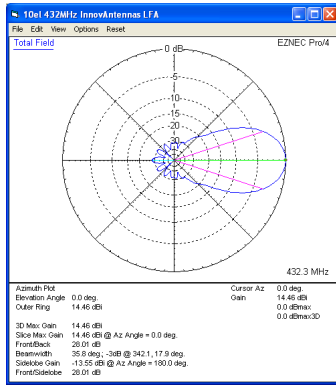 10el 432MHz InnovAntennas LFA
File Edit View Options Reset
Total Field
EZNEC Pro/4
0 dB
-5
-10
-15
-20
-30
432.3 MHz
Azimuth Plot
Elevation Angle 0.0 deg.
Outer Ring 14.46 dBi
Cursor Az 0.0 deg.
Gain 14.46 dBi
0.0 dBmax
0.0 dBmax3D
3D Max Gain 14.46 dBi
Slice Max Gain 14.46 dBi @ Az Angle = 0.0 deg.
Front/Back 28.01 dB
Beamwidth 35.8 deg.; -3dB @ 342.1, 17.9 deg.
Sidelobe Gain -13.55 dBi @ Az Angle = 180.0 deg.
Front/Sidelobe 28.01 dB